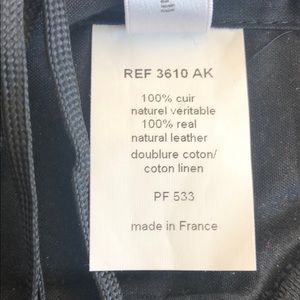 REF 3610 AK
100% cuir
naturel véritable
100% real
natural leather
doublure coton/
coton linen
PF 533
made in France